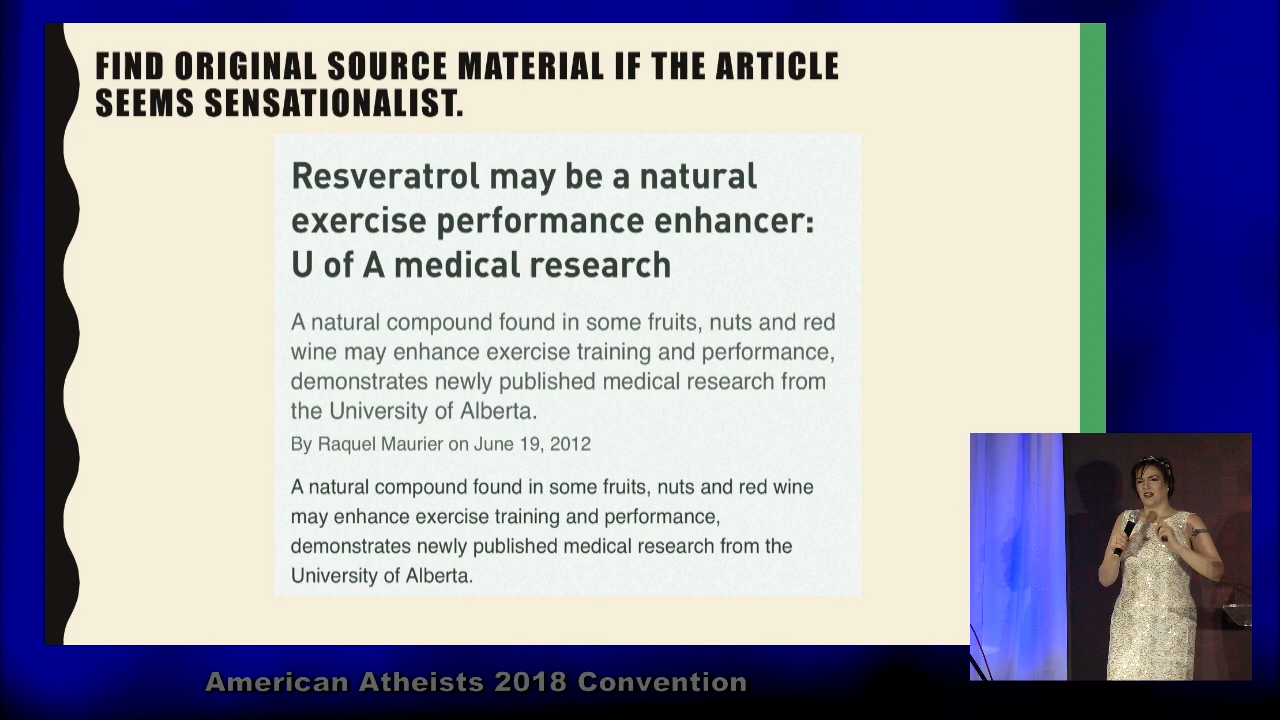 FIND ORIGINAL SOURCE MATERIAL IF THE ARTICLE
SEEMS SENSATIONALIST.
Resveratrol may be a natural
exercise performance enhancer:
U of A medical research
A natural compound found in some fruits, nuts and red
wine may enhance exercise training and performance,
demonstrates newly published medical research from
the University of Alberta.
By Raquel Maurier on June 19, 2012
A natural compound found in some fruits, nuts and red wine
may enhance exercise training and performance,
demonstrates newly published medical research from the
University of Alberta.
American Atheists 2018 Convention